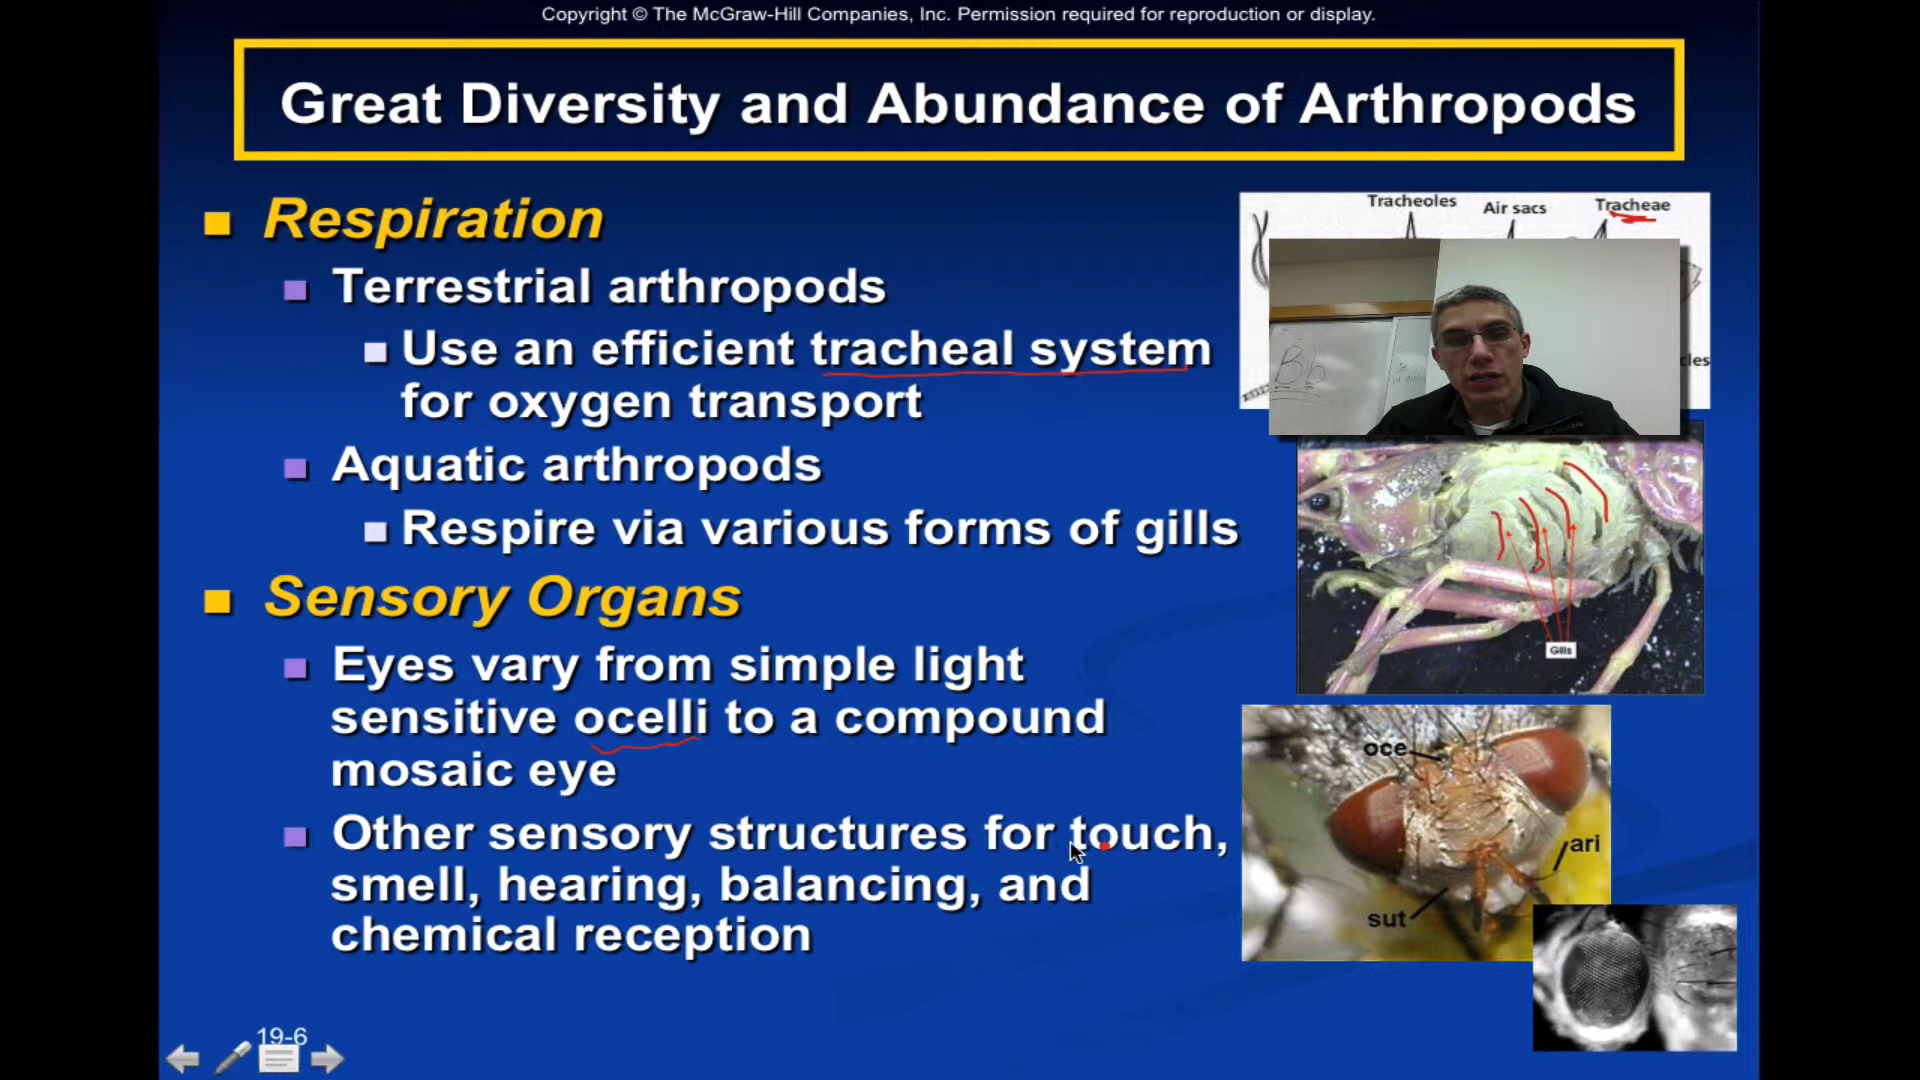 Copyright © The McGraw-Hill Companies, Inc. Permission required for reproduction or display.
Great Diversity and Abundance of Arthropods
Respiration
Terrestrial arthropods
Use an efficient tracheal system
for oxygen transport
Aquatic arthropods
Respire via various forms of gills
Sensory Organs
Eyes vary from simple light
sensitive ocelli to a compound
mosaic eye
Other sensory structures for touch,
smell, hearing, balancing, and
chemical reception
19-6
Tracheoles
Air sacs
Tracheae
Bb
cles
Gills
oce
ari
sut